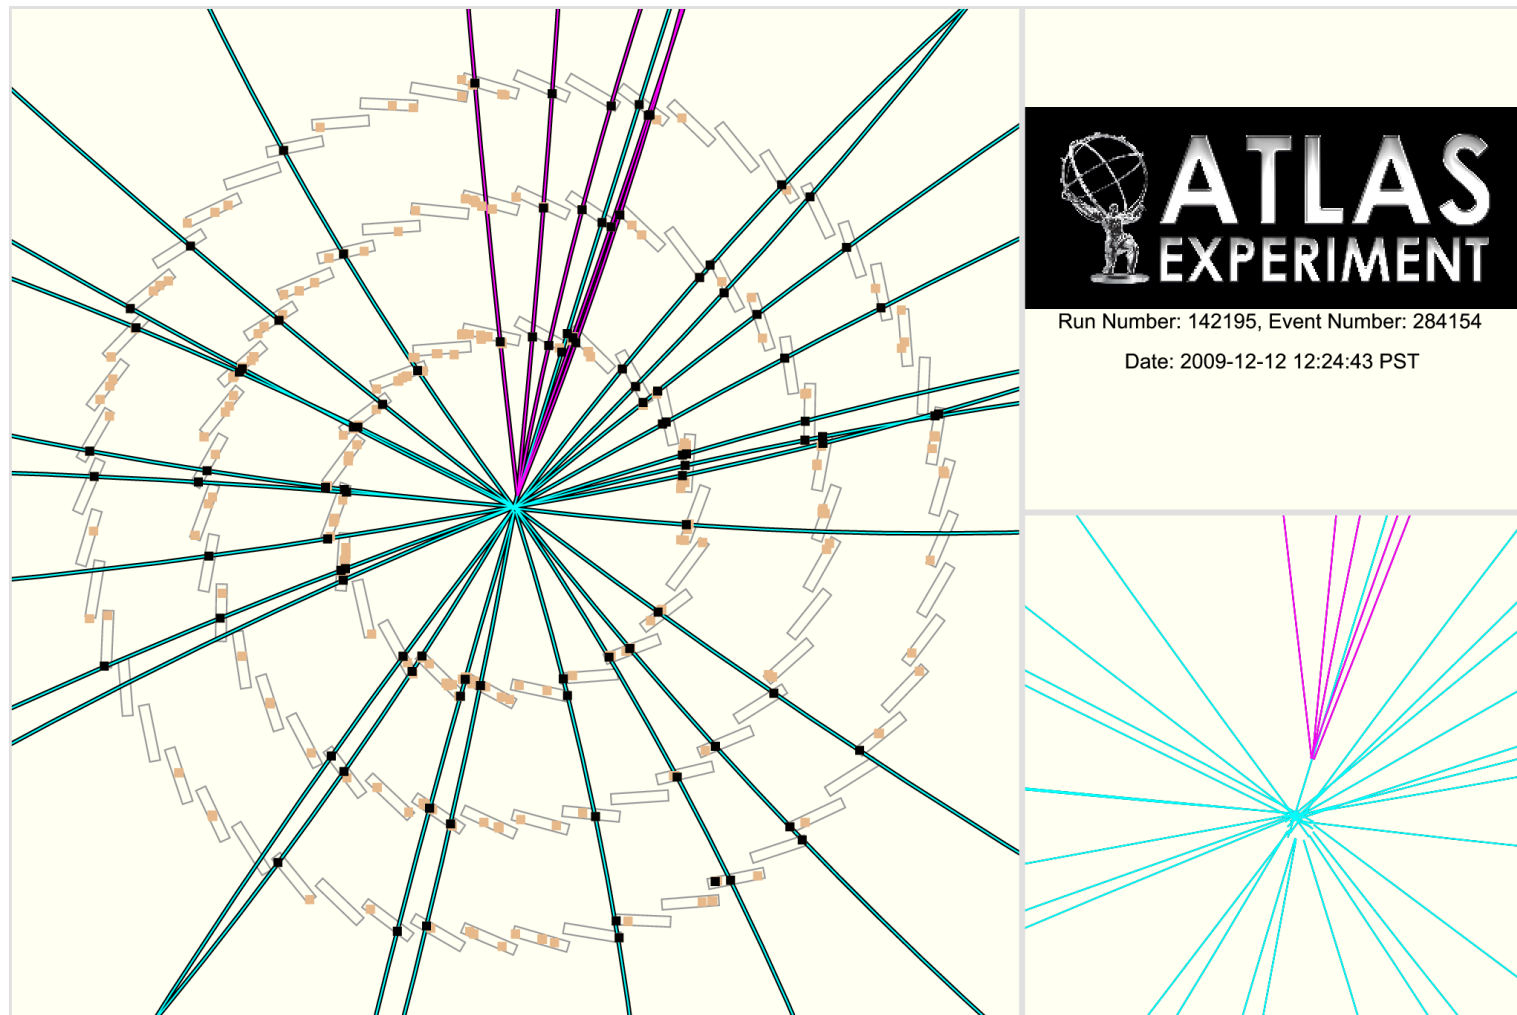 ATLAS
EXPERIMENT
Run Number: 142195, Event Number: 284154
Date: 2009-12-12 12:24:43 PST